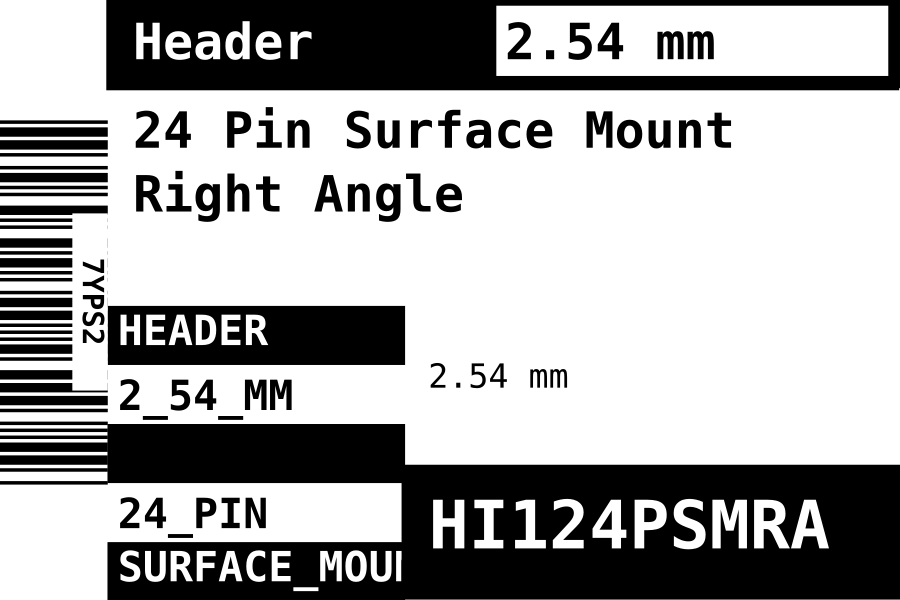 Header
2.54 mm
24 Pin Surface Mount
Right Angle
7YPS2
HEADER
2_54_MM
2.54 mm
24_PIN
SURFACE_MOU
HI124PSMRA